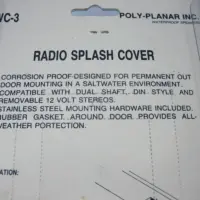 VC-3
POLY-PLANAR INC.
RADIO SPLASH COVER
CORROSION PROOF-DESIGNED FOR PERMANENT OUT
DOOR MOUNTING IN A SALTWATER ENVIRONMENT.
COMPATIBLE WITH DUAL SHAFT, DIN STYLE AND
REMOVABLE 12 VOLT STEREOS.
STAINLESS STEEL MOUNTING HARDWARE INCLUDED.
RUBBER GASKET AROUND DOOR PROVIDES ALL-
WEATHER PORTECTION.